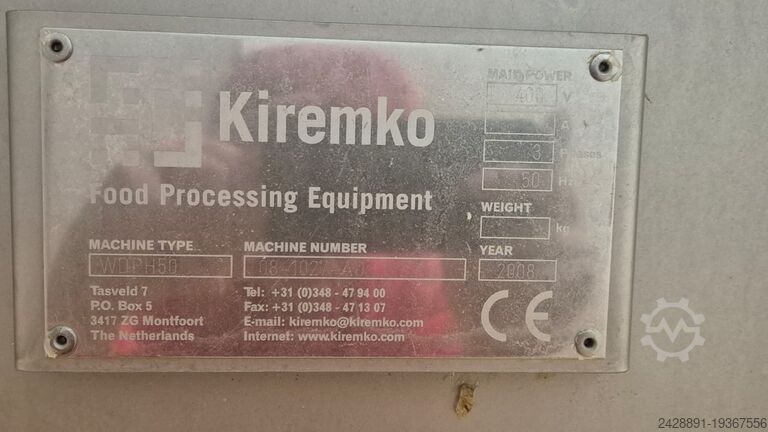 Kiremko
Food Processing Equipment
MAIN POWER
400 V
A
3 Phases
50 Hz
WEIGHT
kg
MACHINE TYPE
MACHINE NUMBER
YEAR
2008
Tasveld 7
P.O. Box 5
3417 ZG Montfoort
The Netherlands
Tel: +31 (0)348 - 47 94 00
Fax: +31 (0)348 - 47 13 07
E-mail: kiremko@kiremko.com
Internet: www.kiremko.com
CE
2428891-19367556